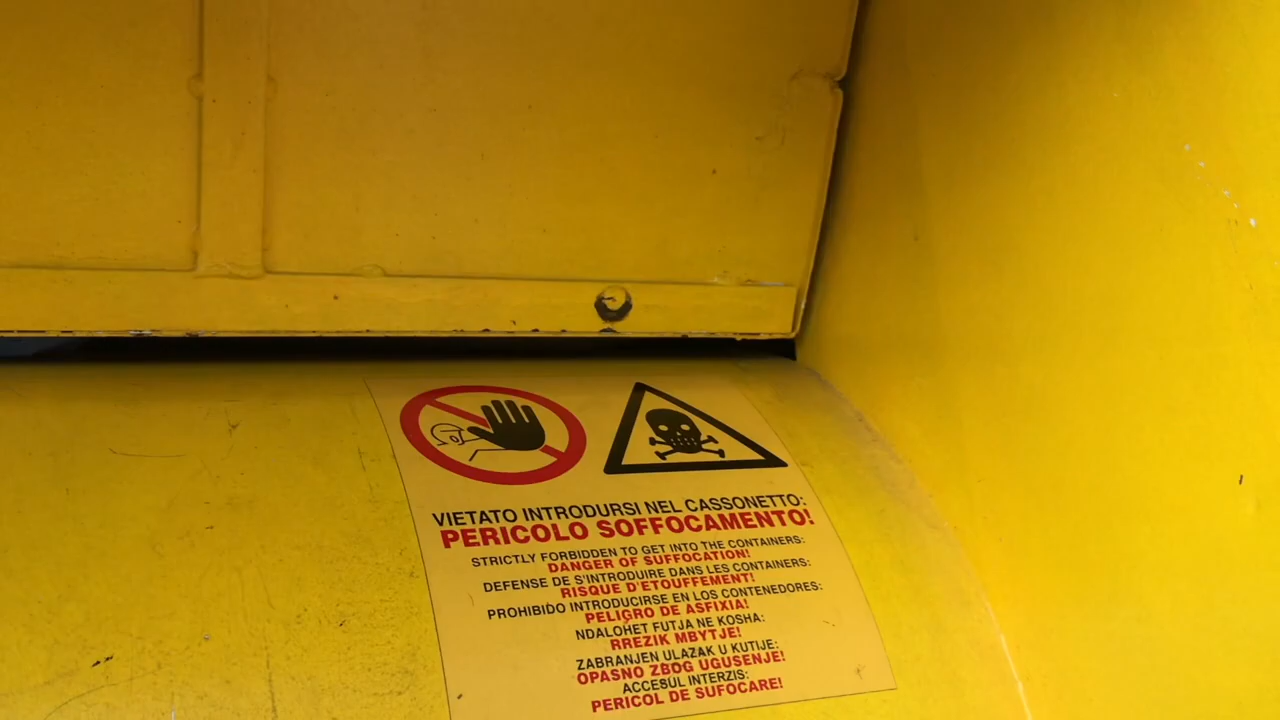 VIETATO INTRODURSI NEL CASSONETTO:
PERICOLO SOFFOCAMENTO!
STRICTLY FORBIDDEN TO GET INTO THE CONTAINERS:
DANGER OF SUFFOCATION!
DEFENSE DE S'INTRODUIRE DANS LES CONTAINERS:
RISQUE D'ETOUFFEMENT!
PROHIBIDO INTRODUCIRSE EN LOS CONTENEDORES:
PELIGRO DE ASFIXIA!
NDALOHET FUTJA NE KOSHA:
RREZIK MBYTJE!
ZABRANJEN ULAZAK U KUTIJE:
OPASNO ZBOG UGUSENJE!
ACCESUL INTERZIS:
PERICOL DE SUFOCARE!